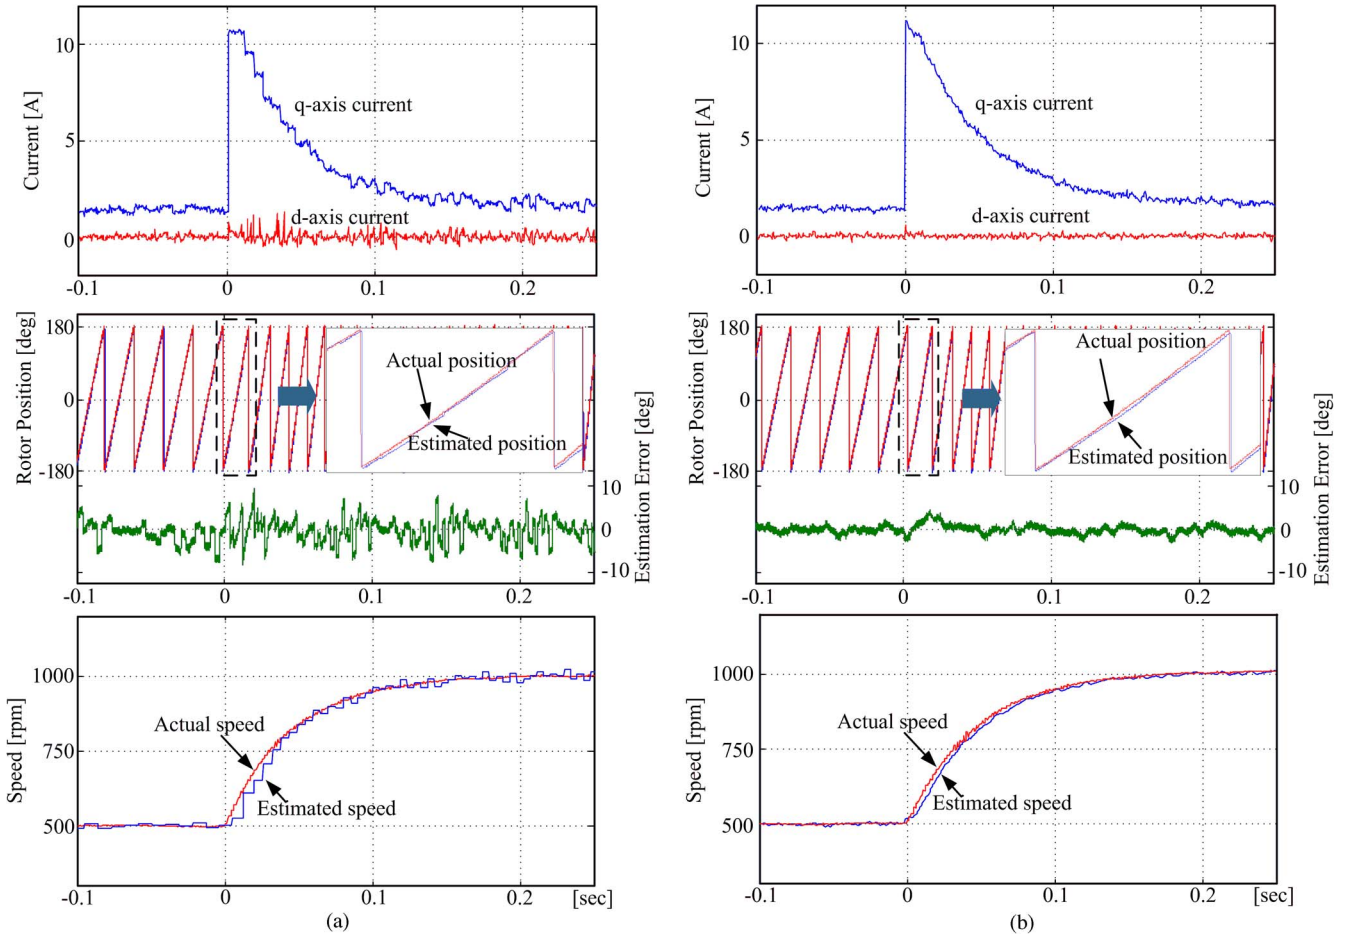 10
5
0
Current [A]
q-axis current
d-axis current
-0.1
0
0.1
0.2
180
0
-180
Rotor Position [deg]
Actual position
Estimated position
10
0
-10
Estimation Error [deg]
-0.1
0
0.1
0.2
1000
750
500
Speed [rpm]
Actual speed
Estimated speed
-0.1
0
0.1
[sec]
(a)
10
5
0
Current [A]
q-axis current
d-axis current
-0.1
0
0.1
0.2
180
0
-180
Rotor Position [deg]
Actual position
Estimated position
10
0
-10
Estimation Error [deg]
-0.1
0
0.1
0.2
1000
750
500
Speed [rpm]
Actual speed
Estimated speed
-0.1
0
0.1
0.2
[sec]
(b)